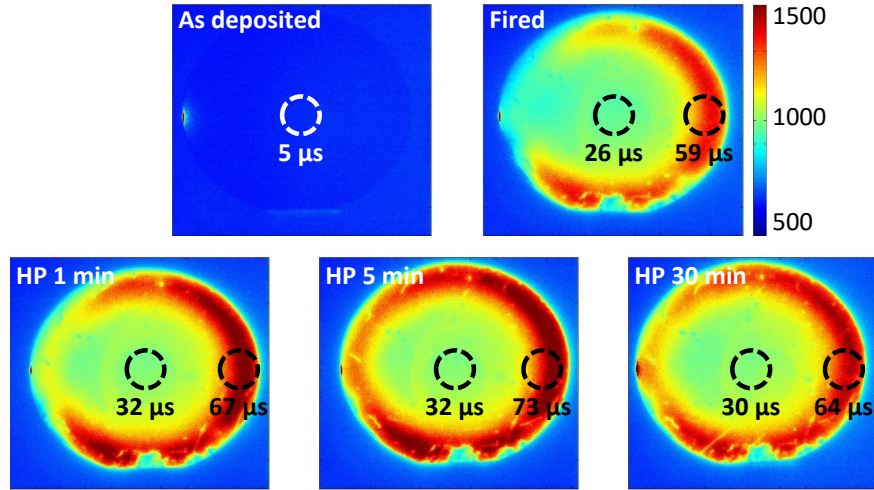 As deposited
5 µs
Fired
26 µs
59 µs
1500
1000
500
HP 1 min
32 µs
67 µs
HP 5 min
32 µs
73 µs
HP 30 min
30 µs
64 µs